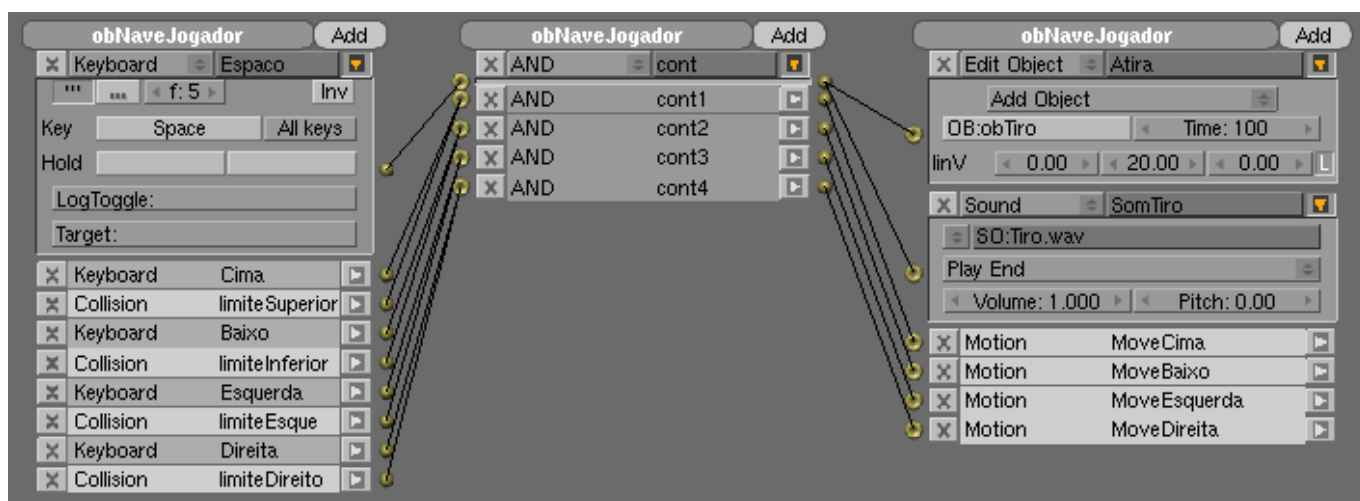 obNaveJogador Add
Keyboard Espaco
f: 5 Inv
Key Space All keys
Hold
LogToggle:
Target:
Keyboard Cima
Collision limiteSuperior
Keyboard Baixo
Collision limiteInferior
Keyboard Esquerda
Collision limiteEsque
Keyboard Direita
Collision limiteDireito
obNaveJogador Add
AND cont
AND cont1
AND cont2
AND cont3
AND cont4
obNaveJogador Add
Edit Object Atira
Add Object
OB:obTiro Time: 100
linV 0.00 20.00 0.00 L
Sound SomTiro
SO:Tiro.wav
Play End
Volume: 1.000 Pitch: 0.00
Motion MoveCima
Motion MoveBaixo
Motion MoveEsquerda
Motion MoveDireita